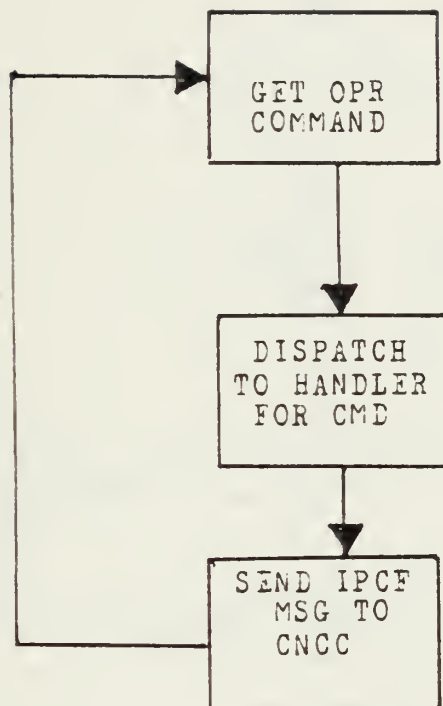 GET OPR
COMMAND
DISPATCH
TO HANDLER
FOR CMD
SEND IPCF
MSG TO
CNCC